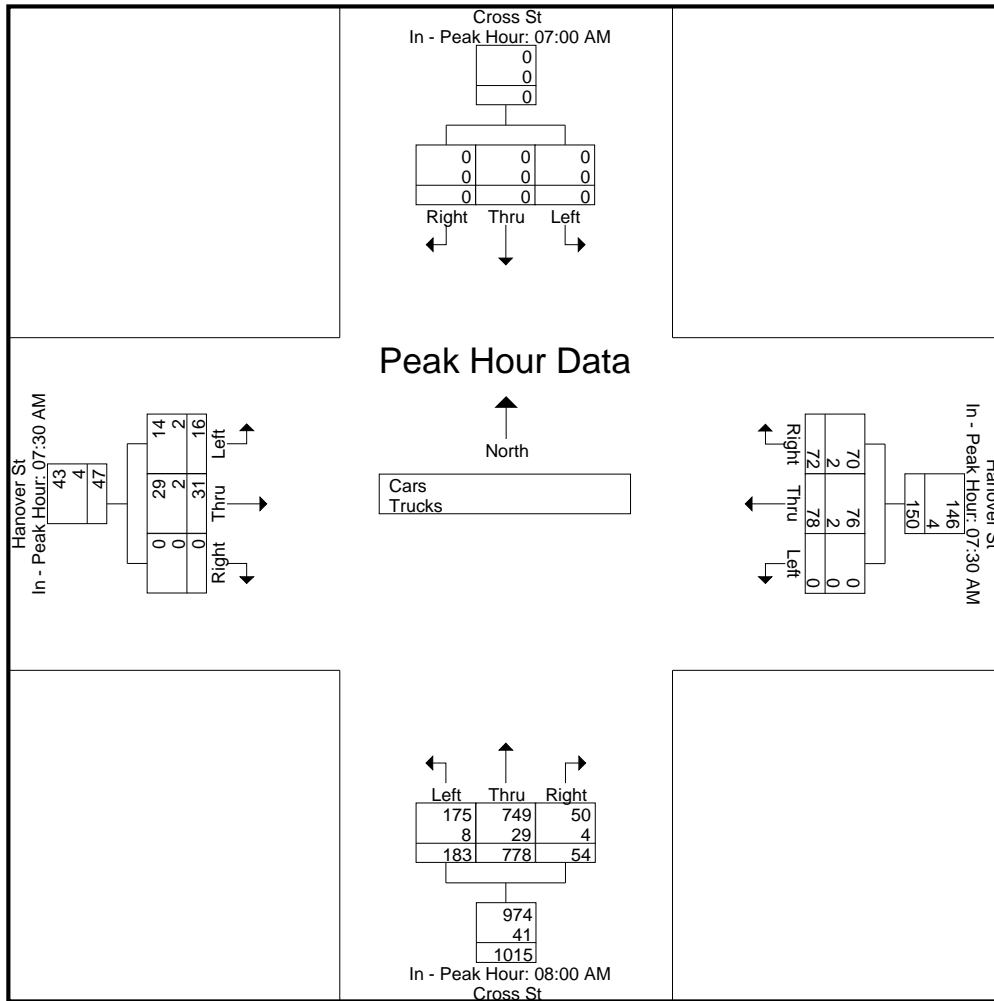 Cross St
In - Peak Hour: 07:00 AM
0
0
0
0 0 0
0 0 0
0 0 0
Right Thru Left
Peak Hour Data
North
Cars
Trucks
Hanover St
In - Peak Hour: 07:30 AM
43
4
47
14 2 16 Left
29 2 31 Thru
0 0 0 Right
Right 72 2 70
Thru 78 2 76
Left 0 0 0
146
4
150
In - Peak Hour: 07:30 AM
Hanover St
Left Thru Right
175 749 50
8 29 4
183 778 54
974
41
1015
In - Peak Hour: 08:00 AM
Cross St